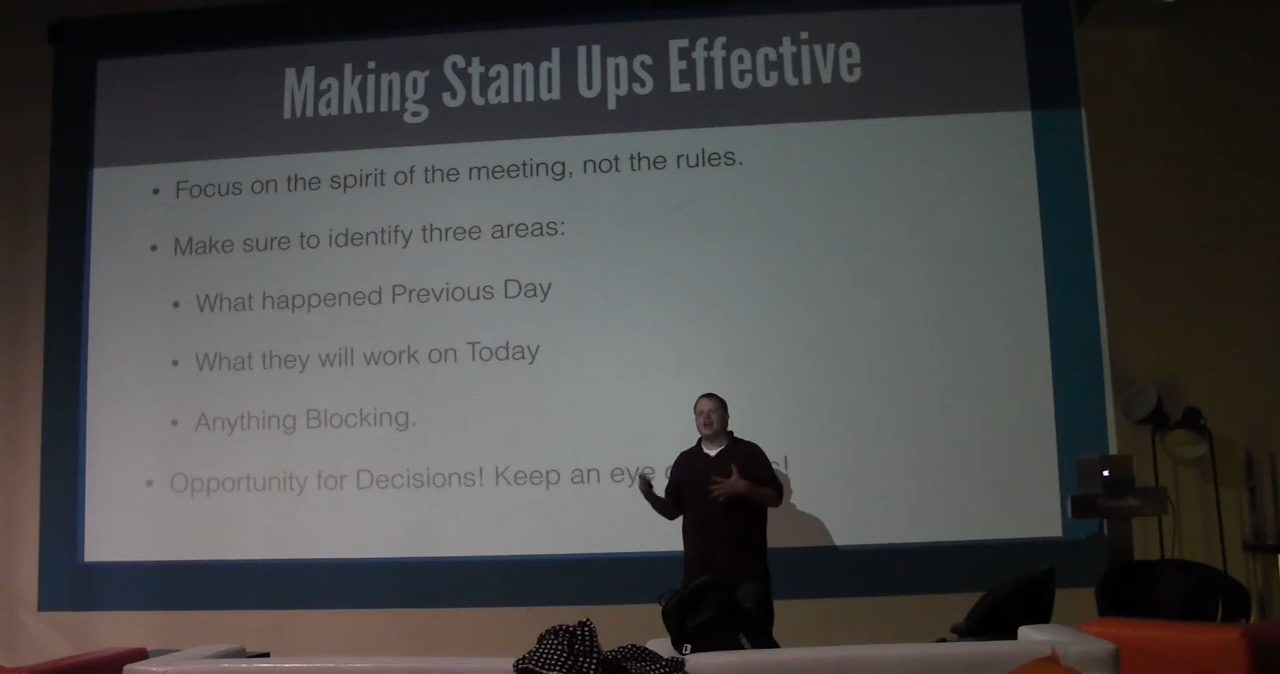 Making Stand Ups Effective
• Focus on the spirit of the meeting, not the rules.
• Make sure to identify three areas:
• What happened Previous Day
• What they will work on Today
• Anything Blocking.
• Opportunity for Decisions! Keep an eye